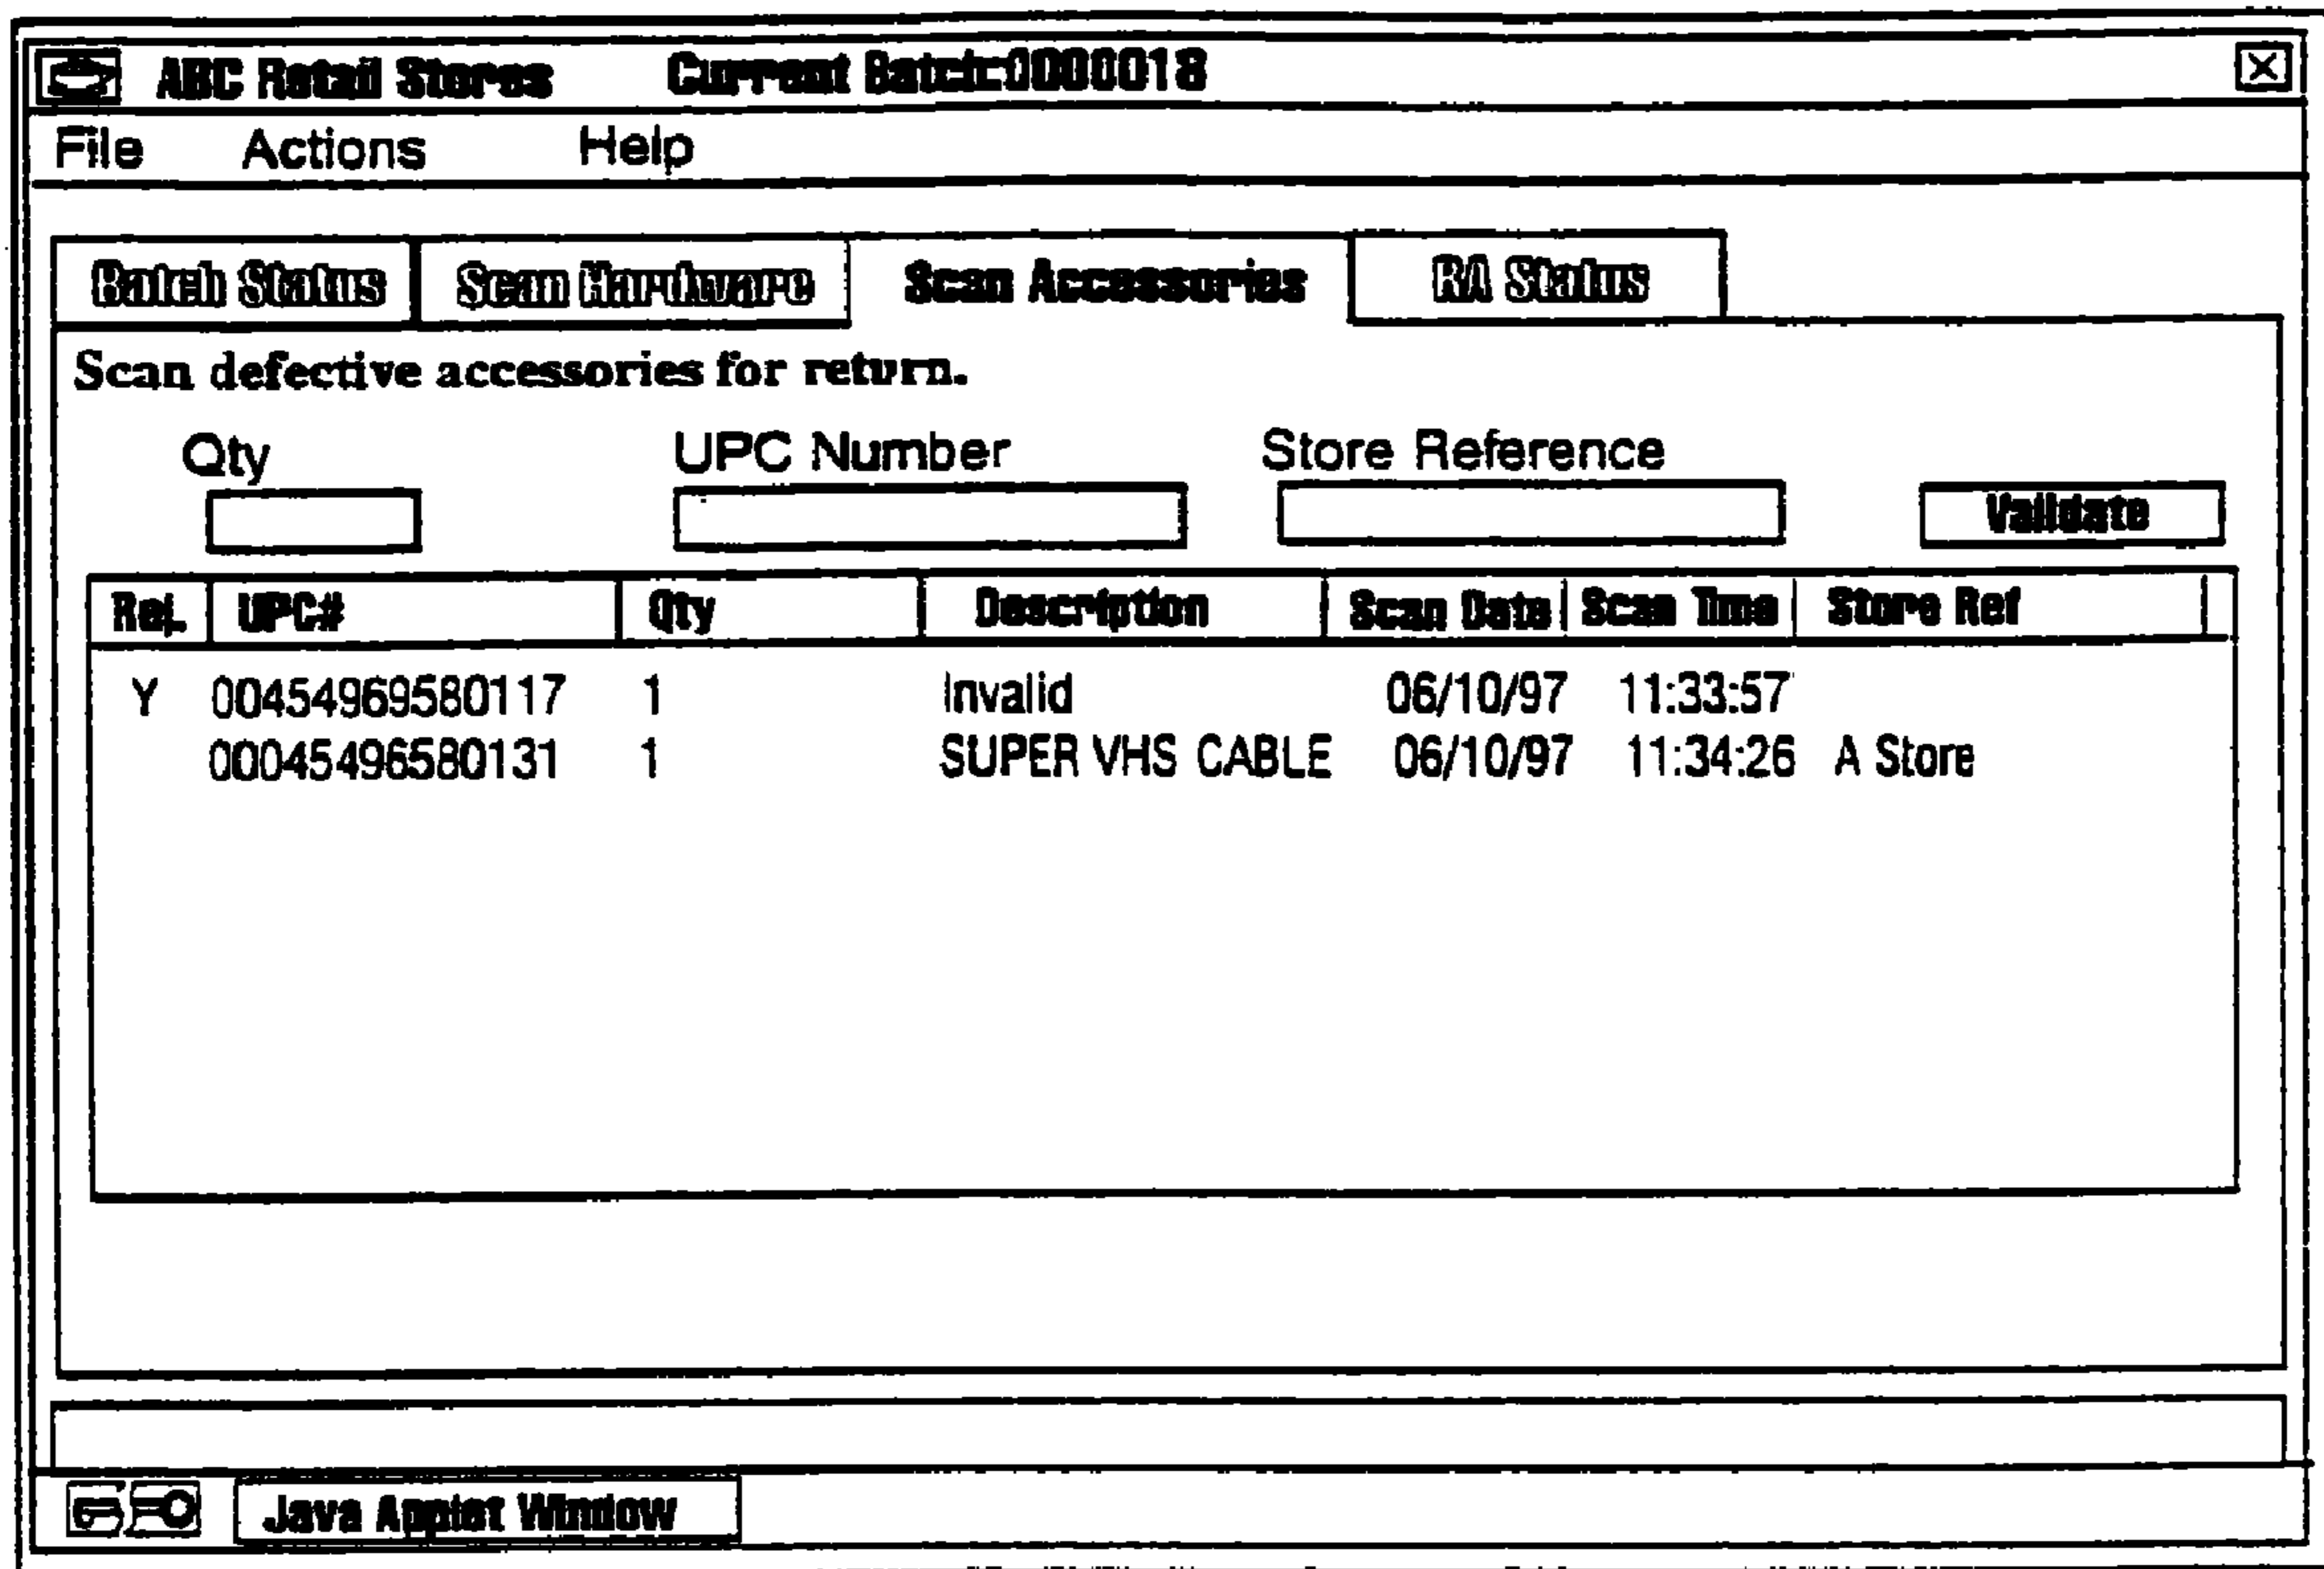 ABC Retail Stores Current Batch:0000018
File Actions Help
Batch Status Scan Hardware Scan Accessories RA Status
Scan defective accessories for return.
Qty UPC Number Store Reference
Validate
Rej. UPC# Qty Description Scan Date Scan Time Store Ref
Y 00454969580117 1 Invalid 06/10/97 11:33:57
00045496580131 1 SUPER VHS CABLE 06/10/97 11:34:26 A Store
Java Applet Window